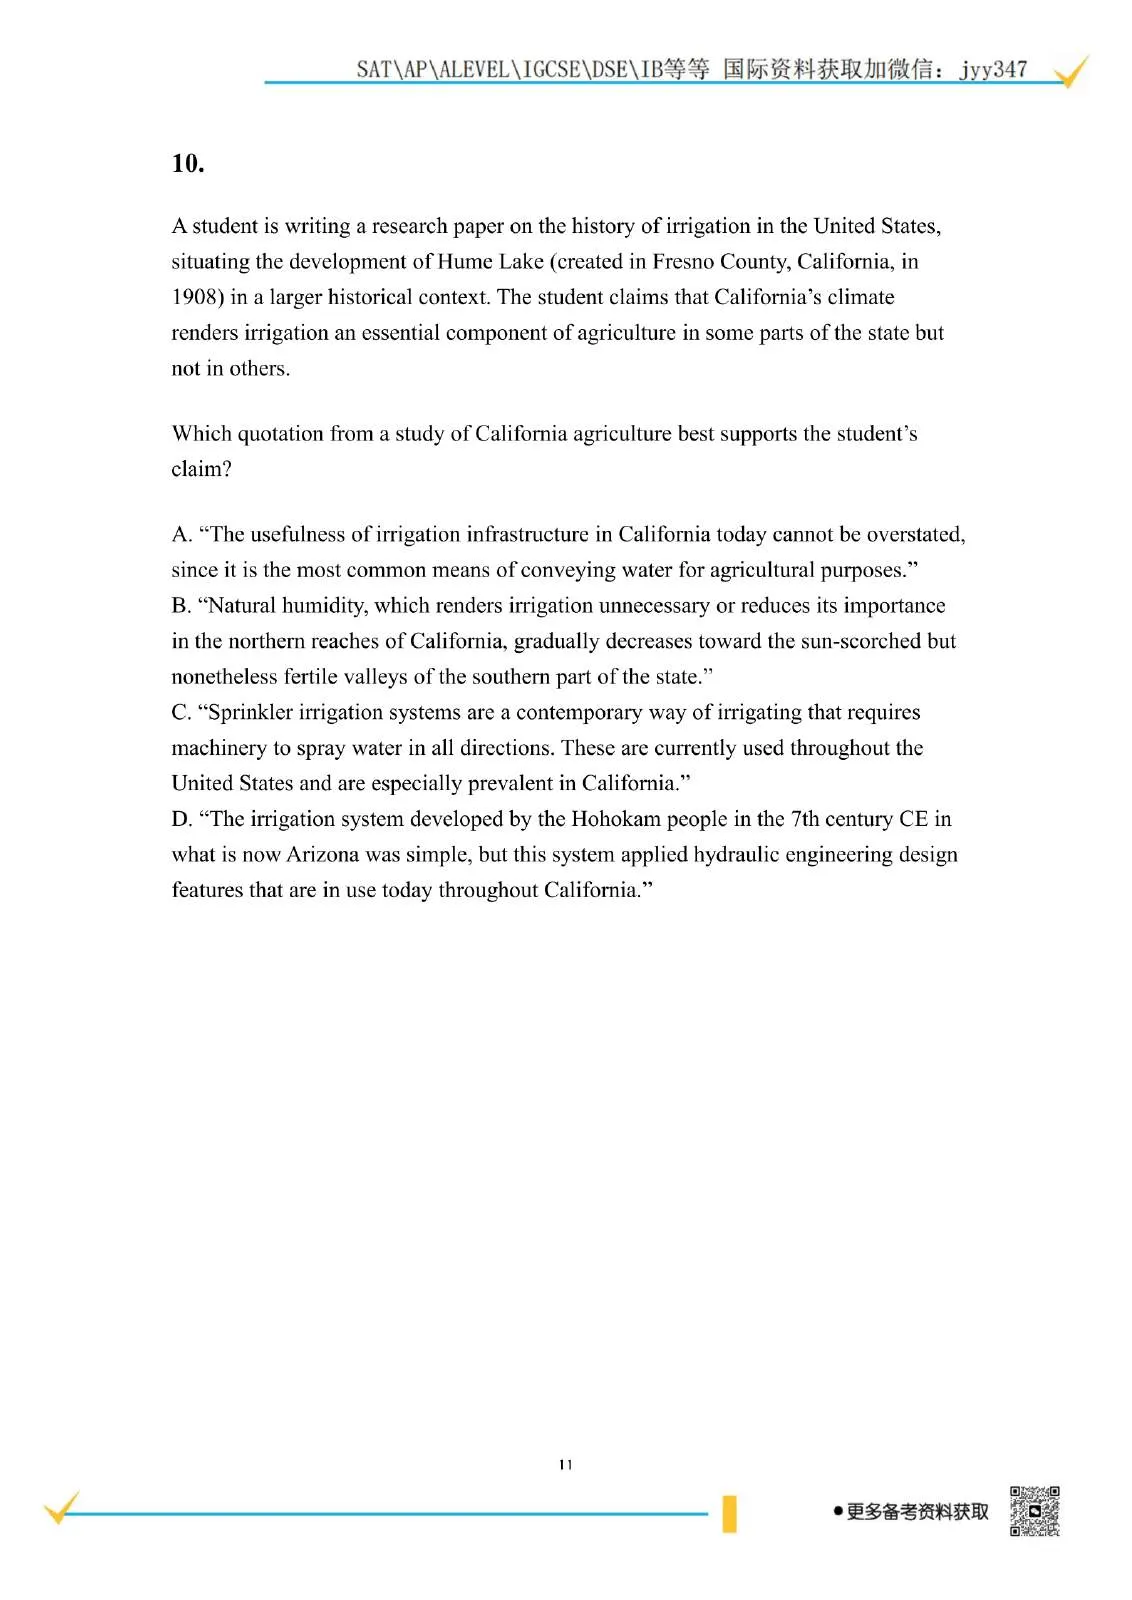 SAT\AP\ALEVEL\IGCSE\DSE\IB等等 国际资料获取加微信：jyy347
10.
A student is writing a research paper on the history of irrigation in the United States,
situating the development of Hume Lake (created in Fresno County, California, in
1908) in a larger historical context. The student claims that California’s climate
renders irrigation an essential component of agriculture in some parts of the state but
not in others.
Which quotation from a study of California agriculture best supports the student’s
claim?
A. “The usefulness of irrigation infrastructure in California today cannot be overstated,
since it is the most common means of conveying water for agricultural purposes.”
B. “Natural humidity, which renders irrigation unnecessary or reduces its importance
in the northern reaches of California, gradually decreases toward the sun-scorched but
nonetheless fertile valleys of the southern part of the state.”
C. “Sprinkler irrigation systems are a contemporary way of irrigating that requires
machinery to spray water in all directions. These are currently used throughout the
United States and are especially prevalent in California.”
D. “The irrigation system developed by the Hohokam people in the 7th century CE in
what is now Arizona was simple, but this system applied hydraulic engineering design
features that are in use today throughout California.”
11
●更多备考资料获取